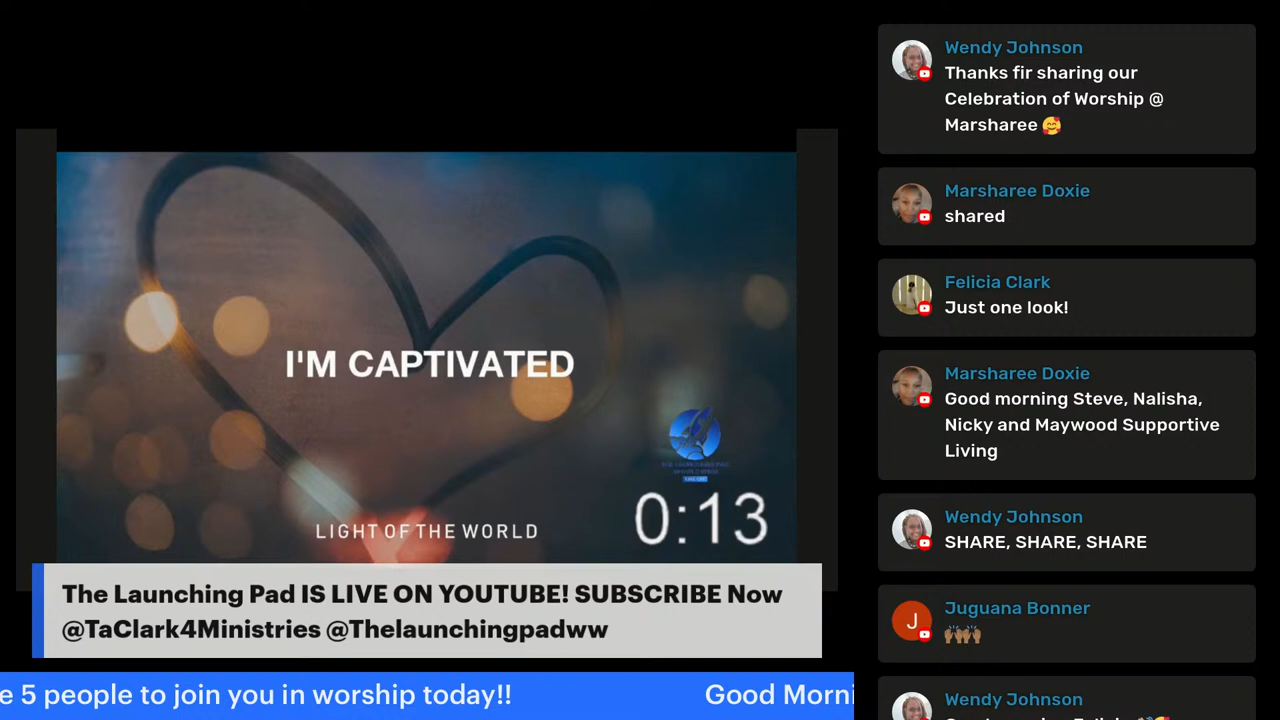 I'M CAPTIVATED
LIGHT OF THE WORLD
0:13
The Launching Pad IS LIVE ON YOUTUBE! SUBSCRIBE Now
@TaClark4Ministries @Thelaunchingpadww
e 5 people to join you in worship today!!
Good Morni
Wendy Johnson
Thanks fir sharing our
Celebration of Worship @
Marsharee 🥰
Marsharee Doxie
shared
Felicia Clark
Just one look!
Marsharee Doxie
Good morning Steve, Nalisha,
Nicky and Maywood Supportive
Living
Wendy Johnson
SHARE, SHARE, SHARE
J
Juguana Bonner
🙌🏾🙌🏾
Wendy Johnson